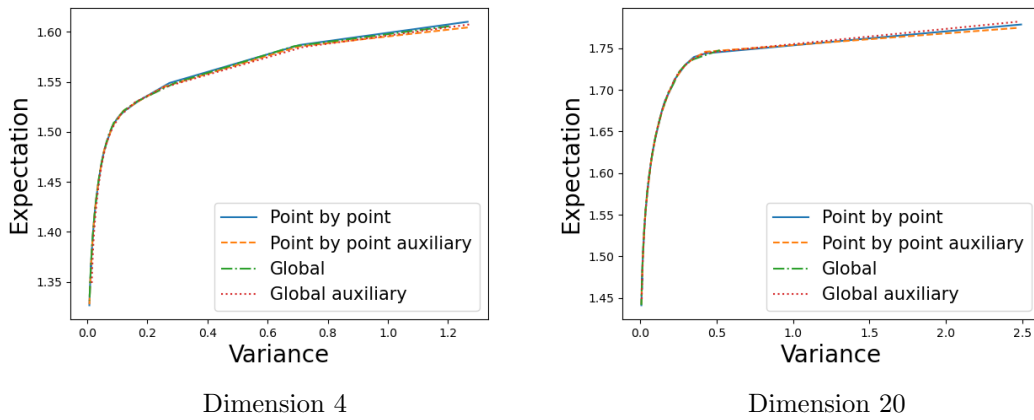 1.60
1.55
1.50
1.45
1.40
1.35
Expectation
0.0 0.2 0.4 0.6 0.8 1.0 1.2
Variance
Point by point
Point by point auxiliary
Global
Global auxiliary
Dimension 4
1.75
1.70
1.65
1.60
1.55
1.50
1.45
Expectation
0.0 0.5 1.0 1.5 2.0 2.5
Variance
Point by point
Point by point auxiliary
Global
Global auxiliary
Dimension 20